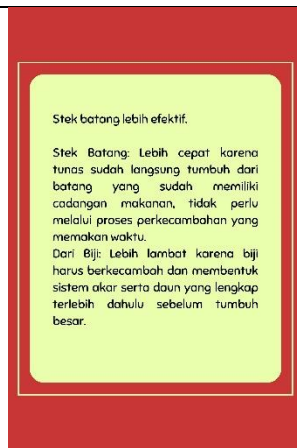 Stek batang lebih efektif.
Stek Batang: Lebih cepat karena
tunas sudah langsung tumbuh dari
batang yang sudah memiliki
cadangan makanan, tidak perlu
melalui proses perkecambahan yang
memakan waktu.
Dari Biji: Lebih lambat karena biji
harus berkecambah dan membentuk
sistem akar serta daun yang lengkap
terlebih dahulu sebelum tumbuh
besar.